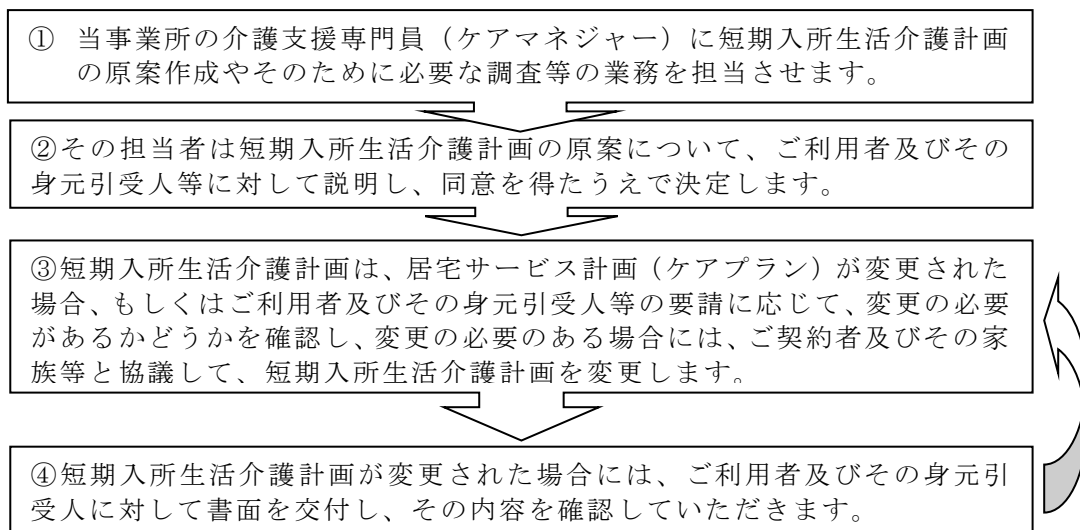 ① 当事業所の介護支援専門員（ケアマネジャー）に短期入所生活介護計画
の原案作成やそのために必要な調査等の業務を担当させます。
②その担当者は短期入所生活介護計画の原案について、ご利用者及びその
身元引受人等に対して説明し、同意を得たうえで決定します。
③短期入所生活介護計画は、居宅サービス計画（ケアプラン）が変更された
場合、もしくはご利用者及びその身元引受人等の要請に応じて、変更の必要
があるかどうかを確認し、変更の必要のある場合には、ご契約者及びその家
族等と協議して、短期入所生活介護計画を変更します。
④短期入所生活介護計画が変更された場合には、ご利用者及びその身元引
受人に対して書面を交付し、その内容を確認していただきます。